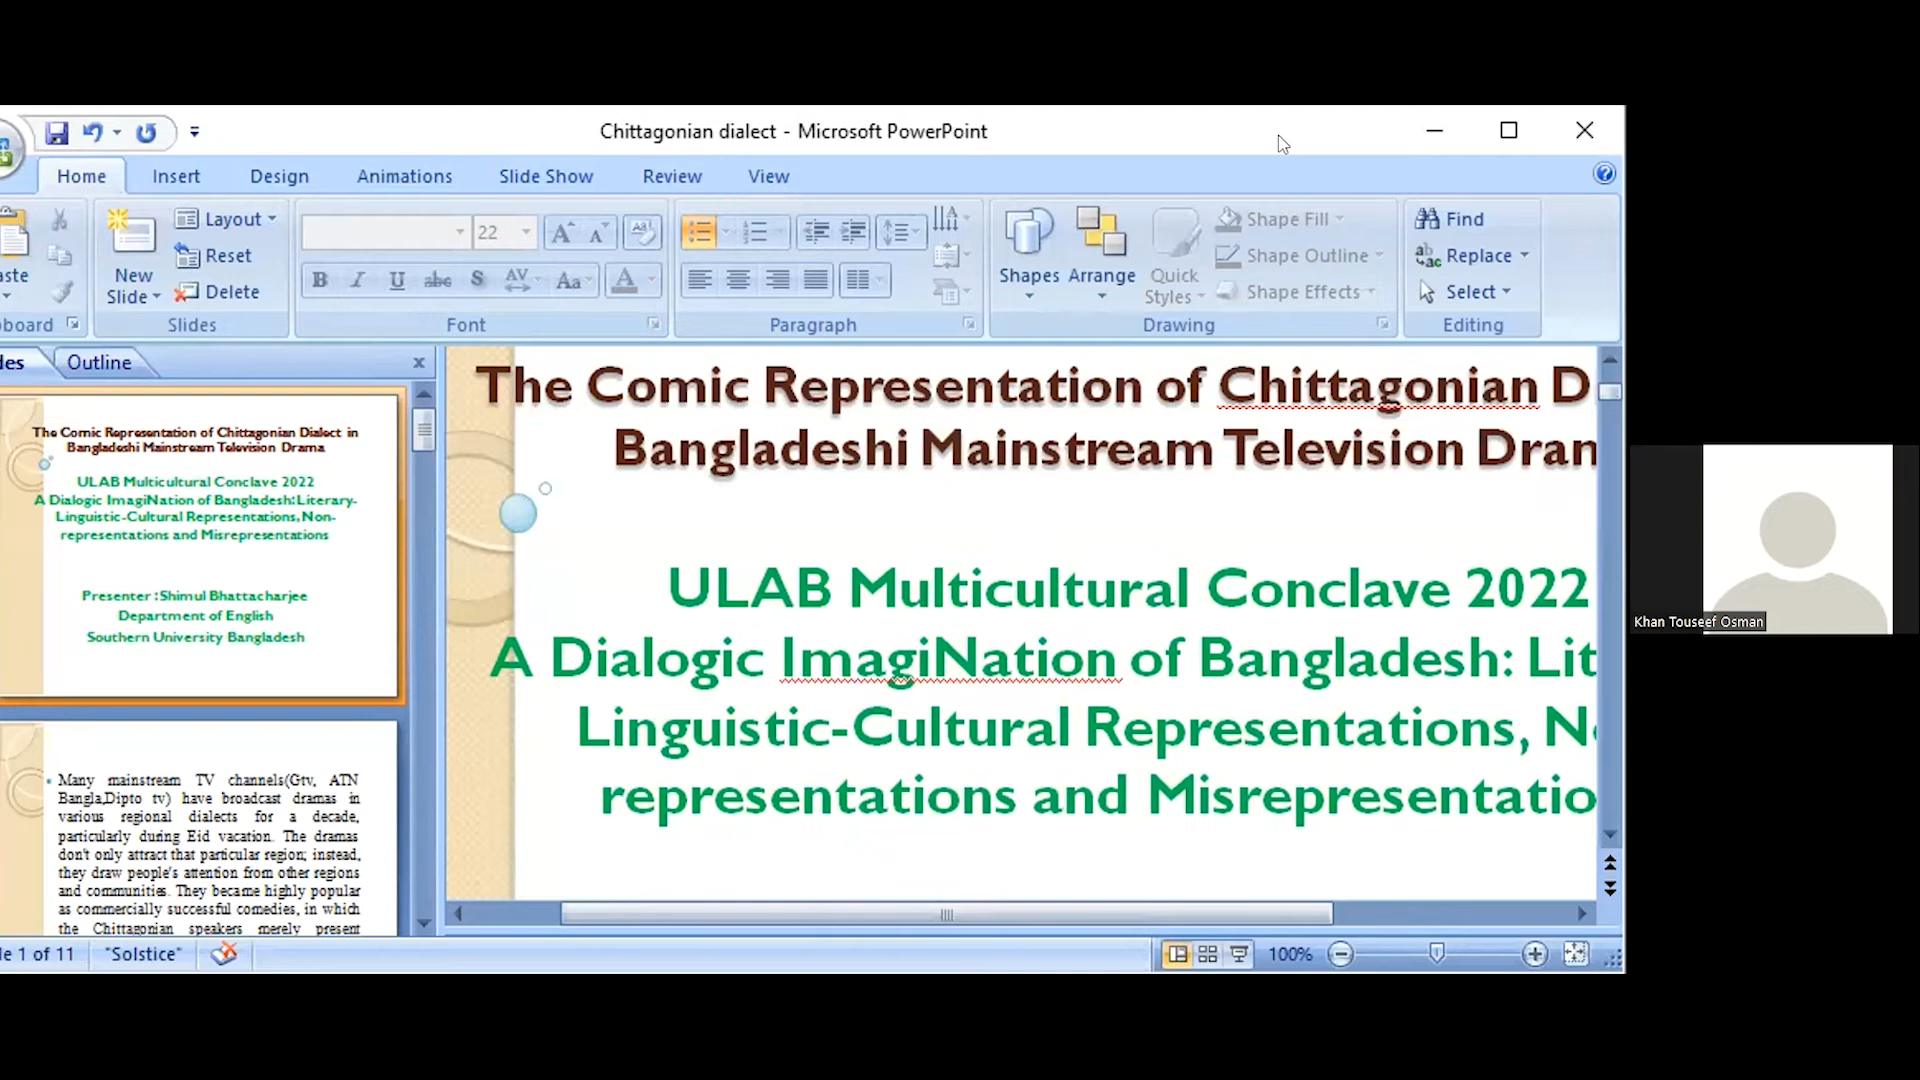 Chittagonian dialect - Microsoft PowerPoint
Home Insert Design Animations Slide Show Review View
Layout
Reset
New
Slide
Delete
Slides
22
B I U abc S AV Aa A
Font
Paragraph
Shapes Arrange Quick
Styles
Shape Fill
Shape Outline
Shape Effects
Drawing
Find
Replace
Select
Editing
Outline
The Comic Representation of Chittagonian Dialect in
Bangladeshi Mainstream Television Drama
ULAB Multicultural Conclave 2022
A Dialogic ImagiNation of Bangladesh: Literary-
Linguistic-Cultural Representations, Non-
representations and Misrepresentations
Presenter : Shimul Bhattacharjee
Department of English
Southern University Bangladesh
Many mainstream TV channels(Gtv, ATN
Bangla,Dipto tv) have broadcast dramas in
various regional dialects for a decade,
particularly during Eid vacation. The dramas
don't only attract that particular region; instead,
they draw people's attention from other regions
and communities. They became highly popular
as commercially successful comedies, in which
the Chittagonian speakers merely present
The Comic Representation of Chittagonian D
Bangladeshi Mainstream Television Dram
ULAB Multicultural Conclave 2022
A Dialogic ImagiNation of Bangladesh: Lit
Linguistic-Cultural Representations, No
representations and Misrepresentatio
Khan Touseef Osman
1 of 11 "Solstice" 100%